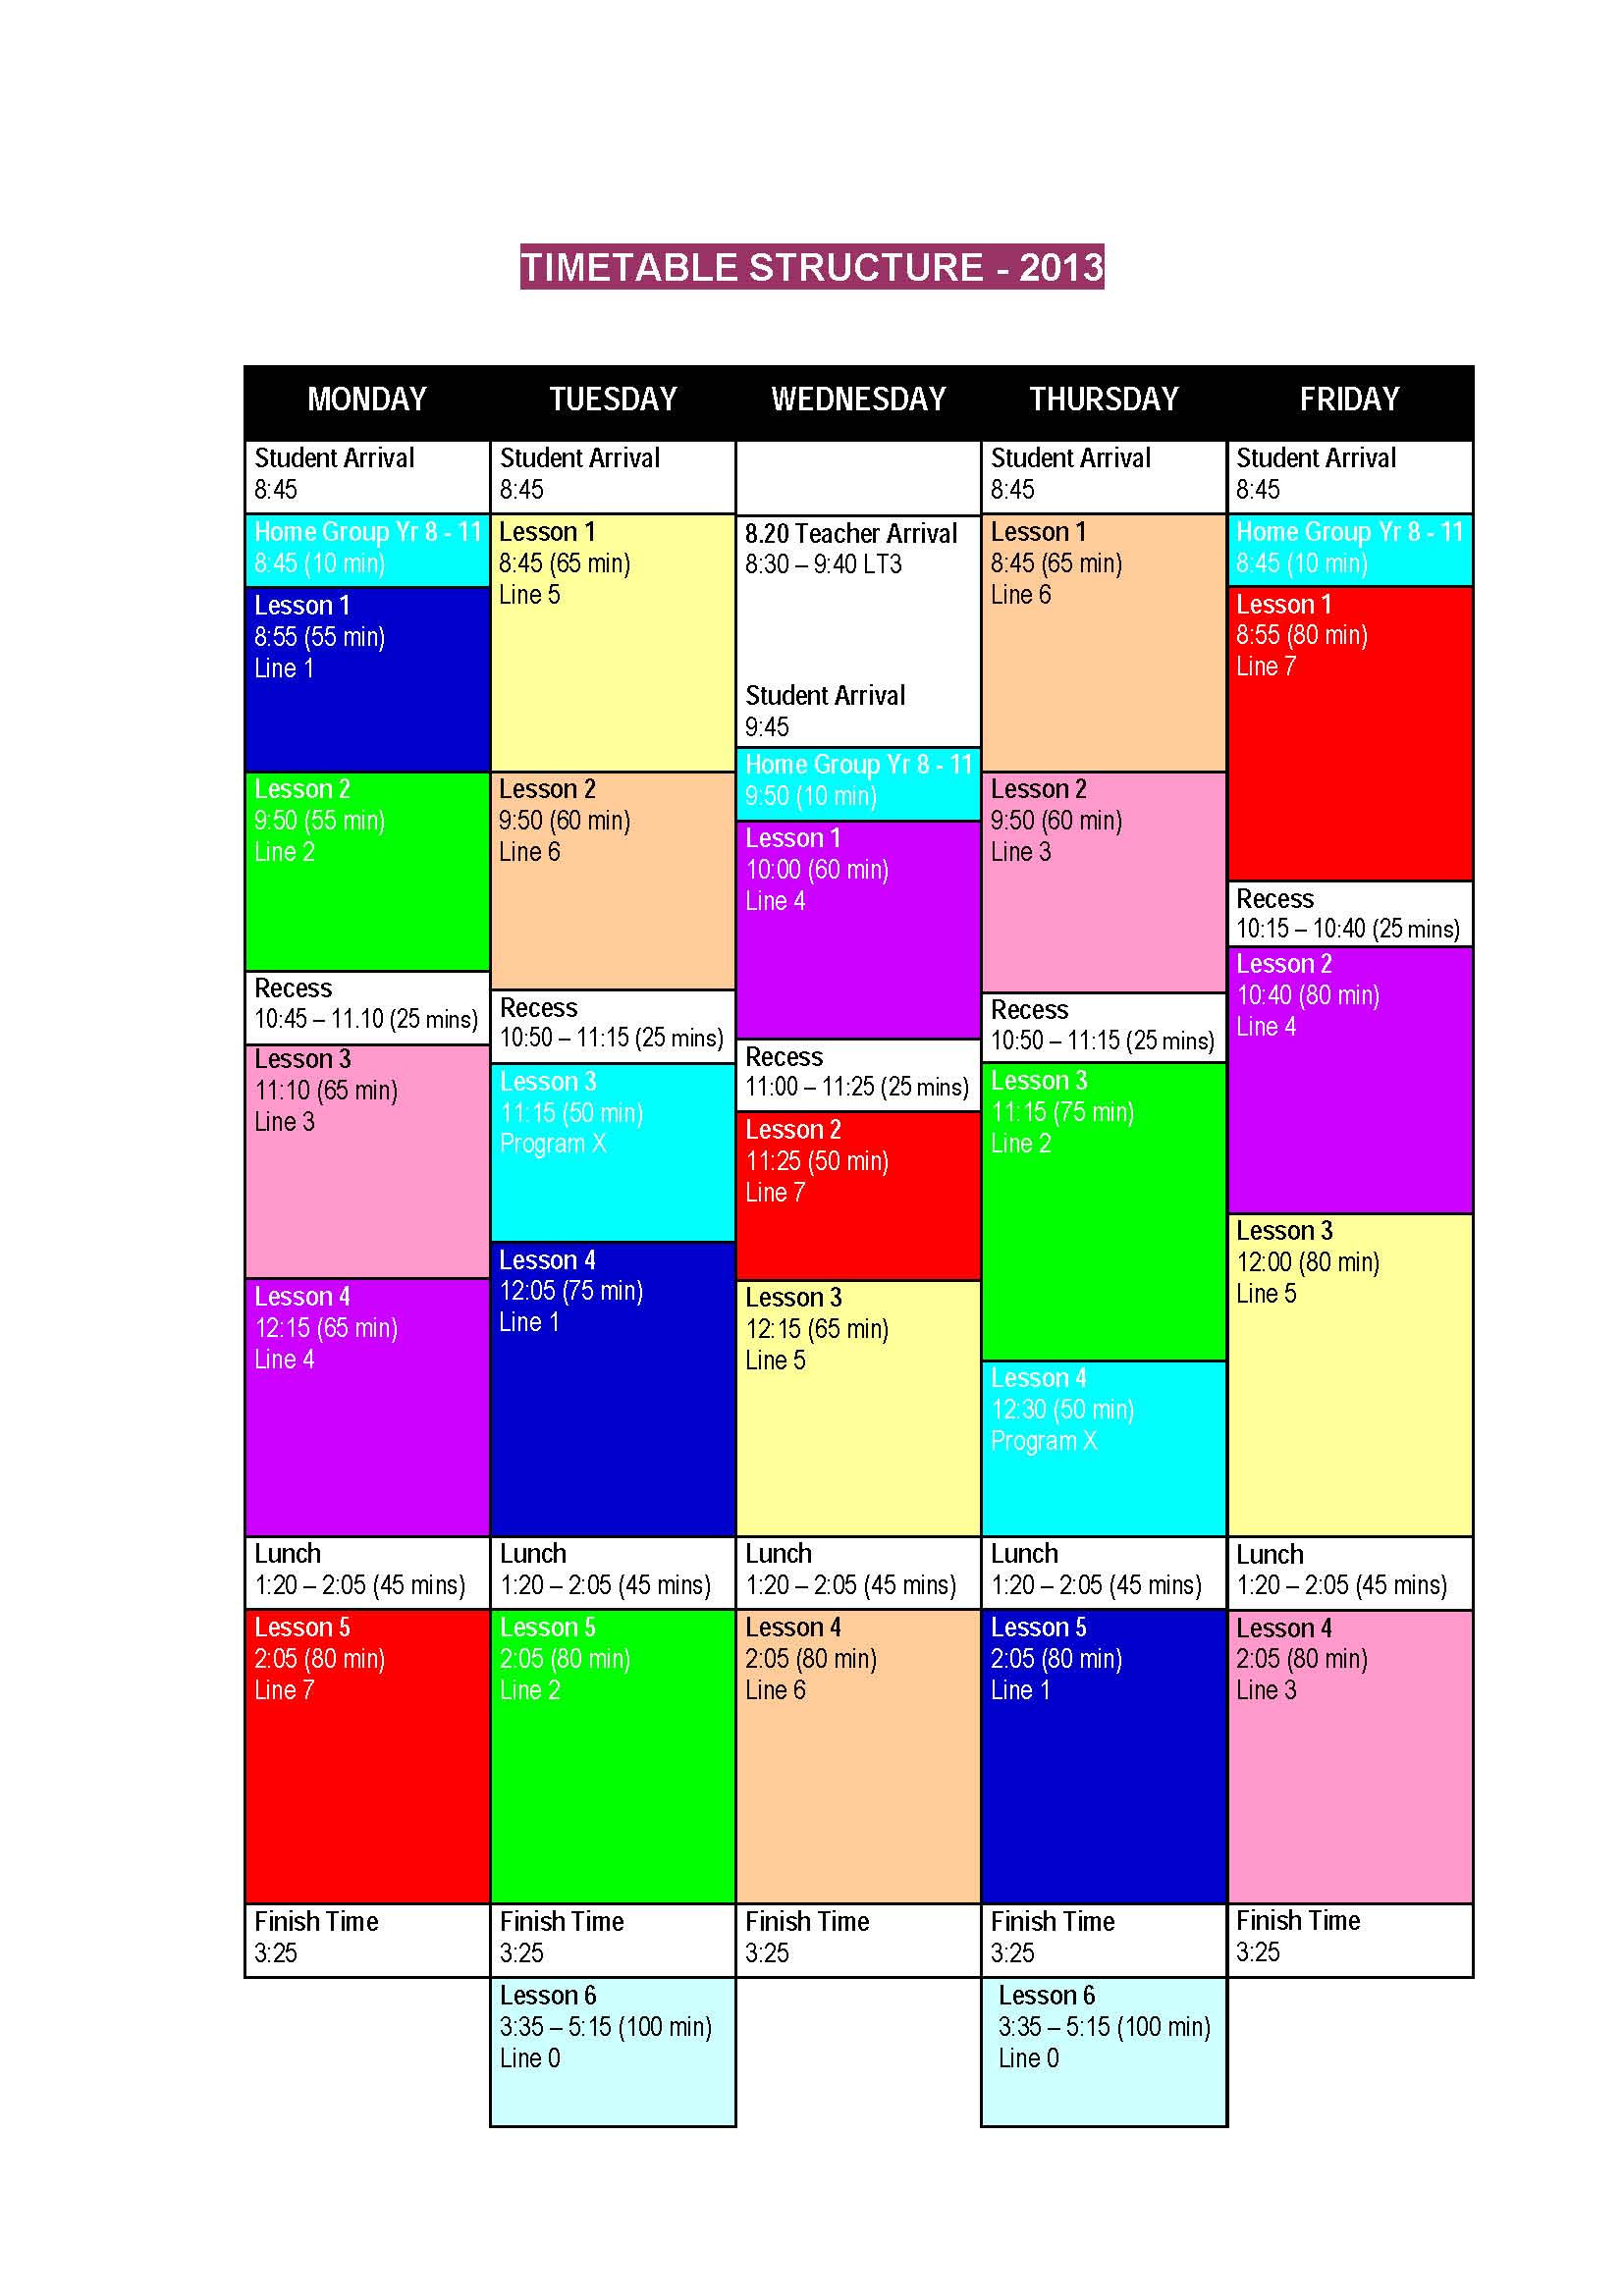 TIMETABLE STRUCTURE - 2013
MONDAY
Student Arrival
8:45
Home Group Yr 8 - 11
8:45 (10 min)
Lesson 1
8:55 (55 min)
Line 1
Lesson 2
9:50 (55 min)
Line 2
Recess
10:45 – 11.10 (25 mins)
Lesson 3
11:10 (65 min)
Line 3
Lesson 4
12:15 (65 min)
Line 4
Lunch
1:20 – 2:05 (45 mins)
Lesson 5
2:05 (80 min)
Line 7
Finish Time
3:25
TUESDAY
Student Arrival
8:45
Lesson 1
8:45 (65 min)
Line 5
Lesson 2
9:50 (60 min)
Line 6
Recess
10:50 – 11:15 (25 mins)
Lesson 3
11:15 (50 min)
Program X
Lesson 4
12:05 (75 min)
Line 1
Lunch
1:20 – 2:05 (45 mins)
Lesson 5
2:05 (80 min)
Line 2
Finish Time
3:25
Lesson 6
3:35 – 5:15 (100 min)
Line 0
WEDNESDAY
8.20 Teacher Arrival
8:30 – 9:40 LT3
Student Arrival
9:45
Home Group Yr 8 - 11
9:50 (10 min)
Lesson 1
10:00 (60 min)
Line 4
Recess
11:00 – 11:25 (25 mins)
Lesson 2
11:25 (50 min)
Line 7
Lesson 3
12:15 (65 min)
Line 5
Lunch
1:20 – 2:05 (45 mins)
Lesson 4
2:05 (80 min)
Line 6
Finish Time
3:25
THURSDAY
Student Arrival
8:45
Lesson 1
8:45 (65 min)
Line 6
Lesson 2
9:50 (60 min)
Line 3
Recess
10:50 – 11:15 (25 mins)
Lesson 3
11:15 (75 min)
Line 2
Lesson 4
12:30 (50 min)
Program X
Lunch
1:20 – 2:05 (45 mins)
Lesson 5
2:05 (80 min)
Line 1
Finish Time
3:25
Lesson 6
3:35 – 5:15 (100 min)
Line 0
FRIDAY
Student Arrival
8:45
Home Group Yr 8 - 11
8:45 (10 min)
Lesson 1
8:55 (80 min)
Line 7
Recess
10:15 – 10:40 (25 mins)
Lesson 2
10:40 (80 min)
Line 4
Lesson 3
12:00 (80 min)
Line 5
Lunch
1:20 – 2:05 (45 mins)
Lesson 4
2:05 (80 min)
Line 3
Finish Time
3:25